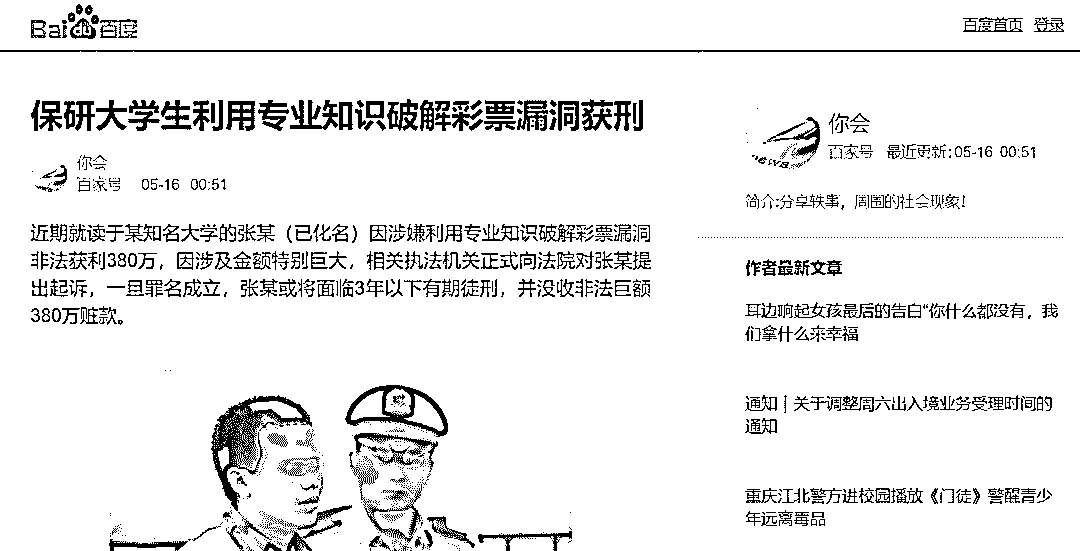 Bai du 百度
百度首页 登录
保研大学生利用专业知识破解彩票漏洞获刑
你会
百家号 05-16 00:51
近期就读于某知名大学的张某（已化名）因涉嫌利用专业知识破解彩票漏洞
非法获利380万，因涉及金额特别巨大，相关执法机关正式向法院对张某提
出起诉，一旦罪名成立，张某或将面临3年以下有期徒刑，并没收非法巨额
380万赃款。
你会
百家号 最近更新:05-16 00:51
简介:分享轶事，周围的社会现象!
作者最新文章
耳边响起女孩最后的告白“你什么都没有，我
们拿什么来幸福
通知 | 关于调整周六出入境业务受理时间的
通知
重庆江北警方进校园播放《门徒》警醒青少
年远离毒品